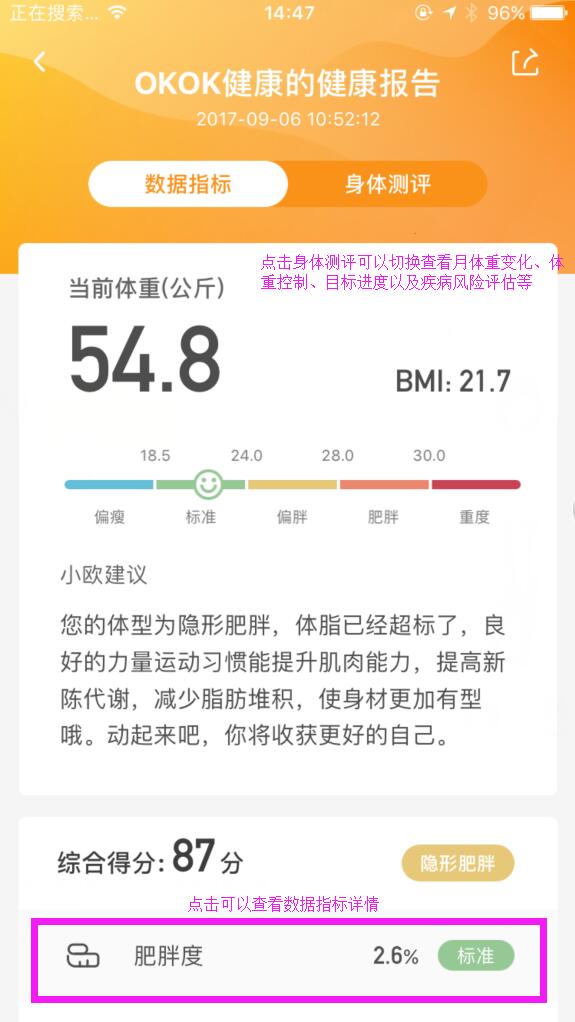 正在搜索... 14:47 96%
OKOK健康的健康报告
2017-09-06 10:52:12
数据指标 身体测评
点击身体测评可以切换查看月体重变化、体
重控制、目标进度以及疾病风险评估等
当前体重(公斤)
54.8
BMI: 21.7
18.5 24.0 28.0 30.0
偏瘦 标准 偏胖 肥胖 重度
小欧建议
您的体型为隐形肥胖，体脂已经超标了，良
好的力量运动习惯能提升肌肉能力，提高新
陈代谢，减少脂肪堆积，使身材更加有型
哦。动起来吧，你将收获更好的自己。
综合得分: 87 分 隐形肥胖
点击可以查看数据指标详情
肥胖度 2.6% 标准